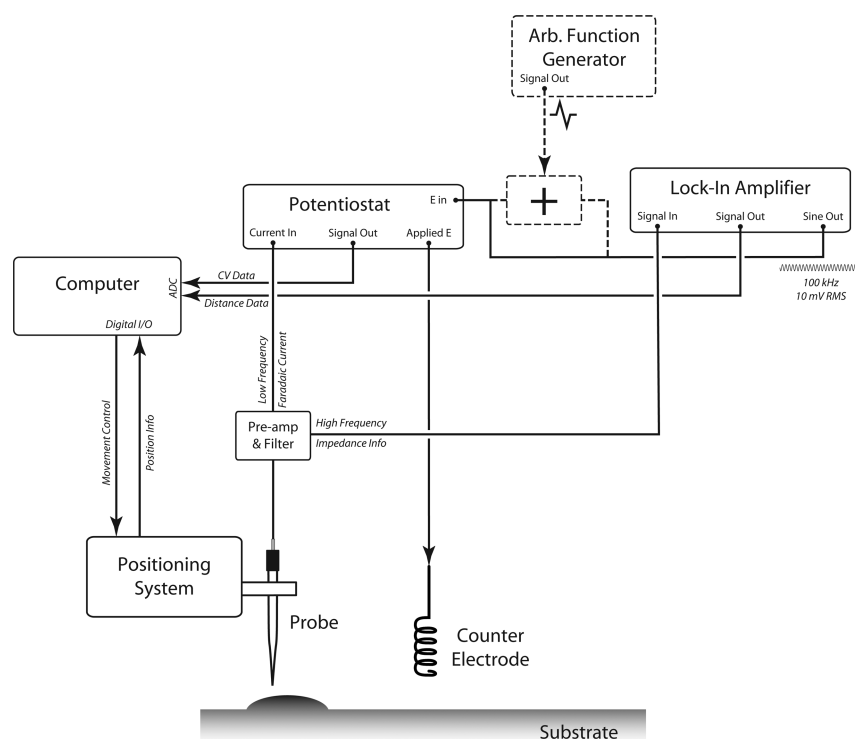 Arb. Function
Generator
Signal Out
+
Lock-In Amplifier
Signal In
Signal Out
Sine Out
100 kHz
10 mV RMS
Potentiostat
E in
Current In
Signal Out
Applied E
Computer
ADC
Digital I/O
CV Data
Distance Data
Low Frequency
Faradaic Current
Pre-amp
& Filter
High Frequency
Impedance Info
Movement Control
Position Info
Positioning
System
Probe
Counter
Electrode
Substrate